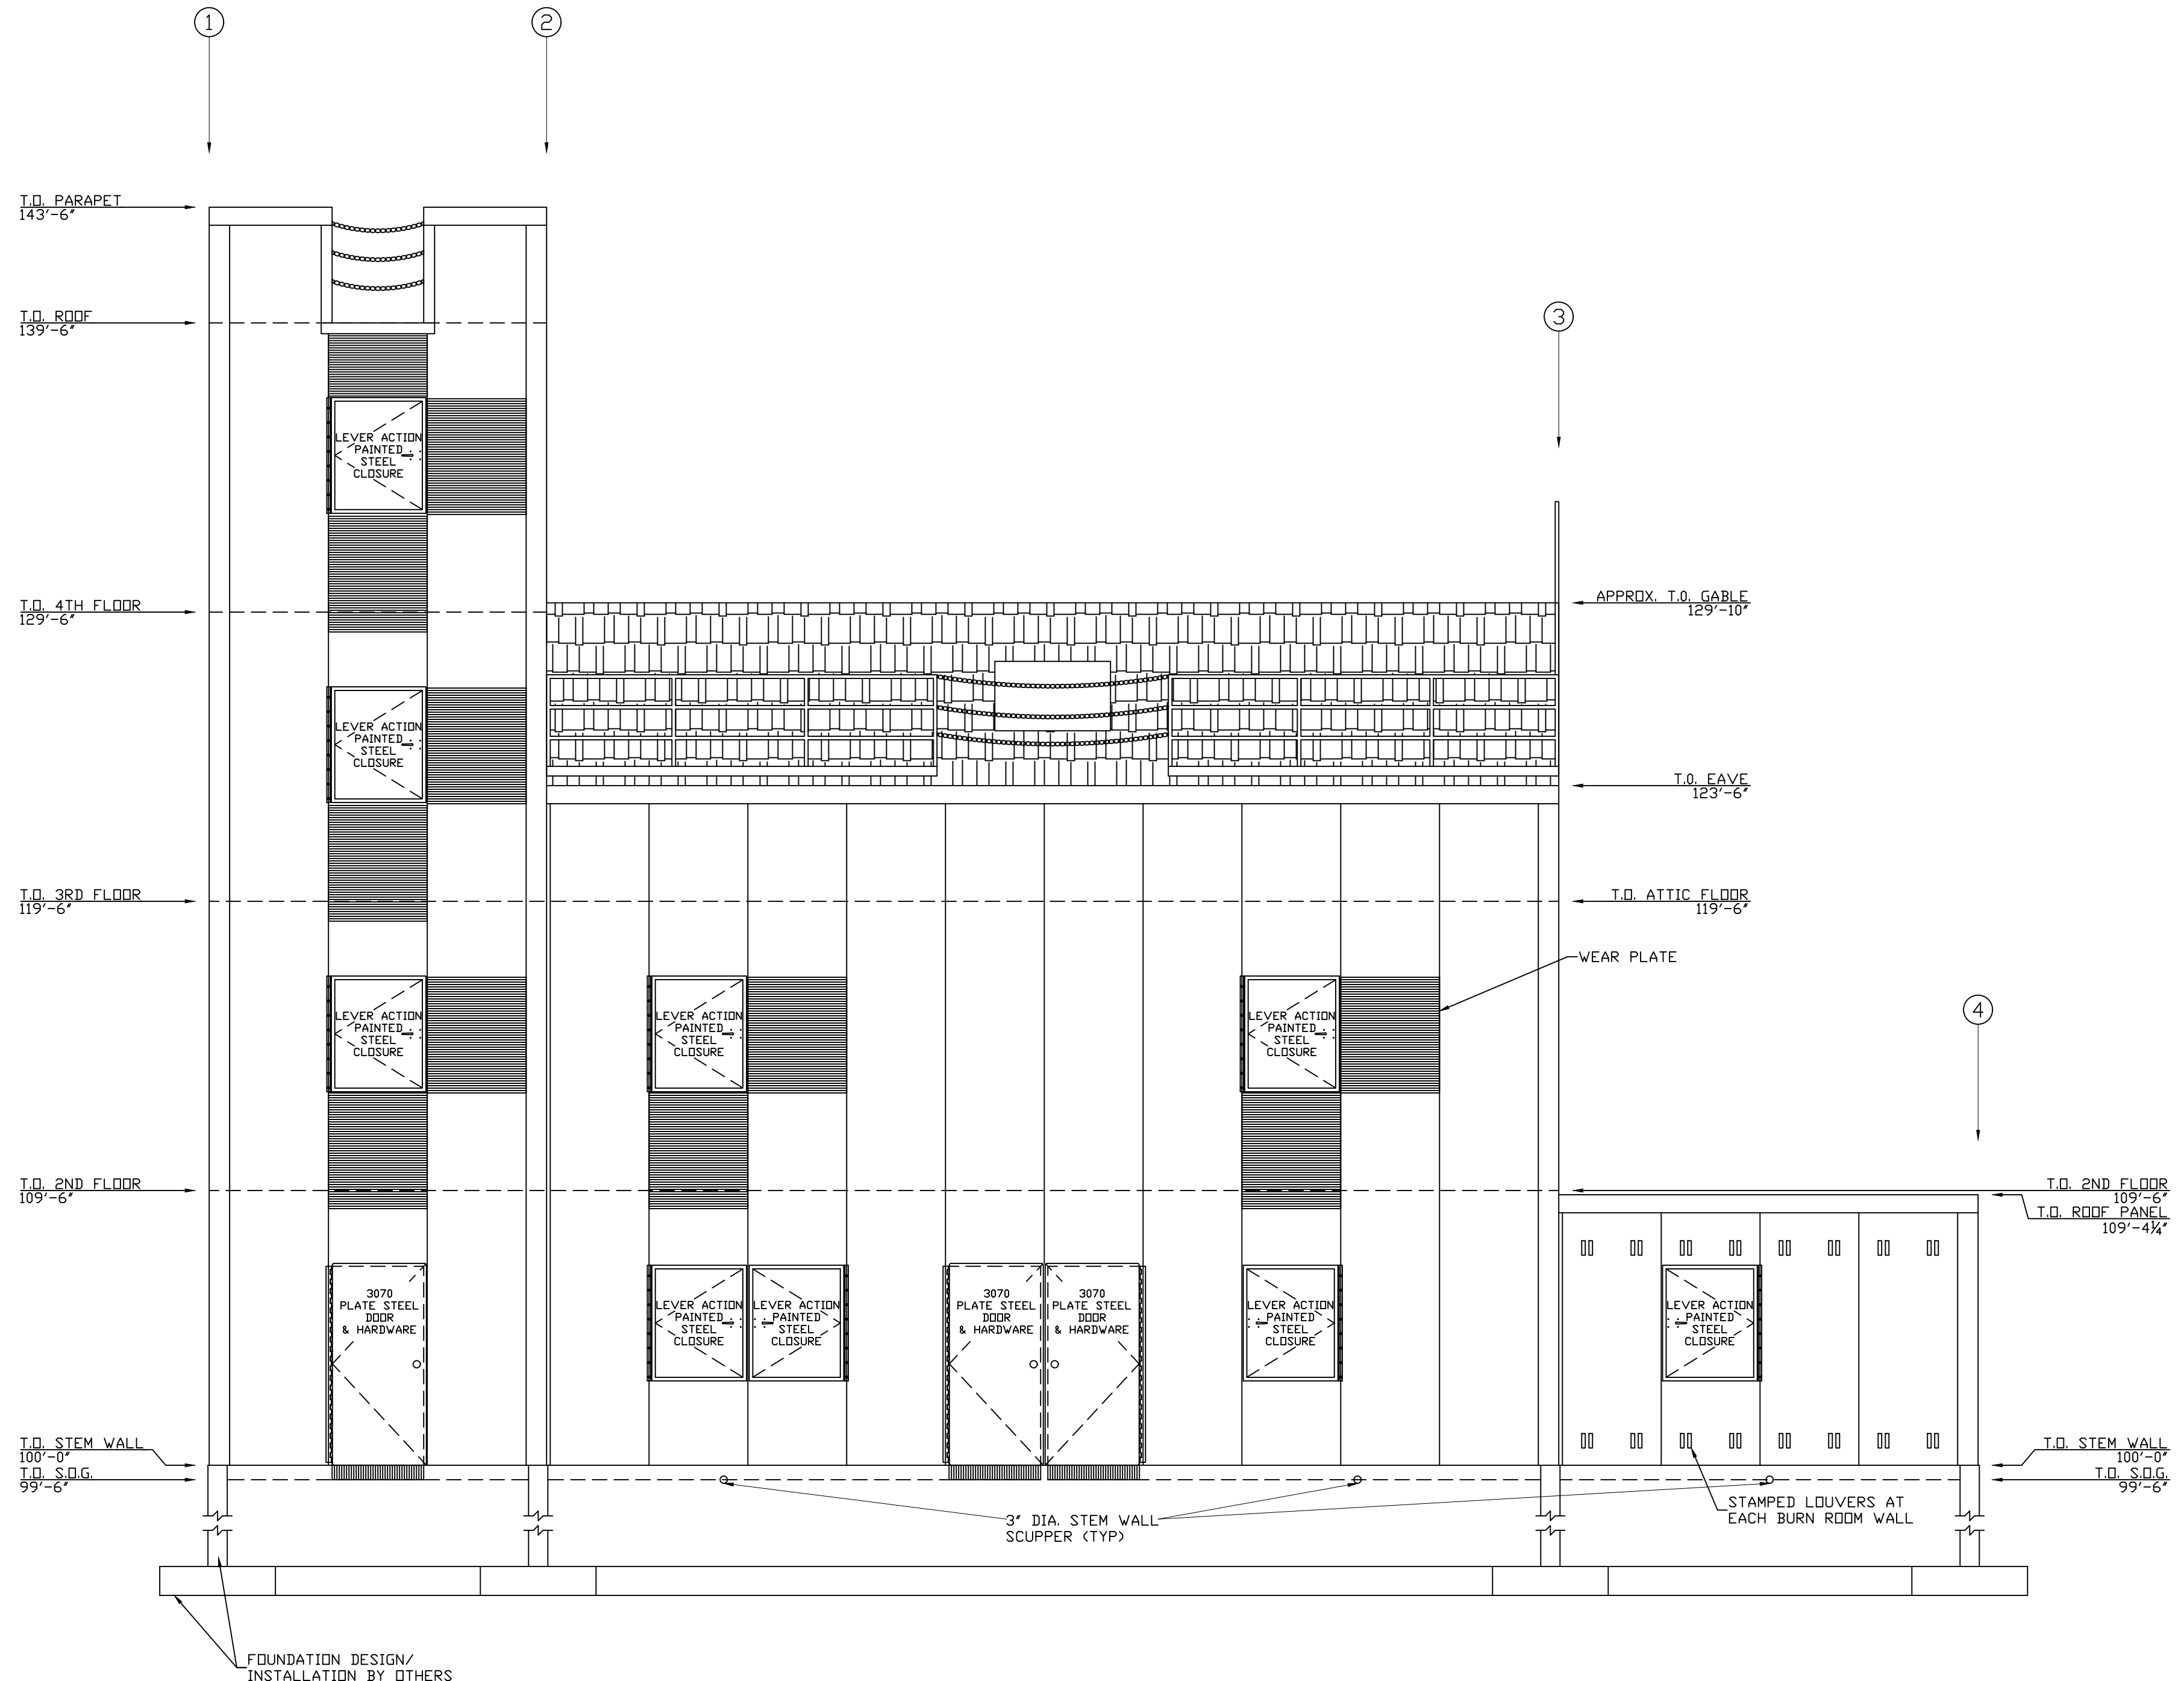 1
2
T.O. PARAPET
143'-6"
T.O. ROOF
139'-6"
3
LEVER ACTION
PAINTED
STEEL
CLOSURE
T.O. 4TH FLOOR
129'-6"
APPROX. T.O. GABLE
129'-10"
LEVER ACTION
PAINTED
STEEL
CLOSURE
T.O. EAVE
123'-6"
T.O. 3RD FLOOR
119'-6"
T.O. ATTIC FLOOR
119'-6"
WEAR PLATE
4
LEVER ACTION
PAINTED
STEEL
CLOSURE
LEVER ACTION
PAINTED
STEEL
CLOSURE
LEVER ACTION
PAINTED
STEEL
CLOSURE
T.O. 2ND FLOOR
109'-6"
T.O. 2ND FLOOR
109'-6"
T.O. ROOF PANEL
109'-4¼"
3070
PLATE STEEL
DOOR
& HARDWARE
LEVER ACTION
PAINTED
STEEL
CLOSURE
LEVER ACTION
PAINTED
STEEL
CLOSURE
3070
PLATE STEEL
DOOR
& HARDWARE
3070
PLATE STEEL
DOOR
& HARDWARE
LEVER ACTION
PAINTED
STEEL
CLOSURE
LEVER ACTION
PAINTED
STEEL
CLOSURE
T.O. STEM WALL
100'-0"
T.O. S.O.G.
99'-6"
T.O. STEM WALL
100'-0"
T.O. S.O.G.
99'-6"
3" DIA. STEM WALL
SCUPPER (TYP)
STAMPED LOUVERS AT
EACH BURN ROOM WALL
FOUNDATION DESIGN/
INSTALLATION BY OTHERS